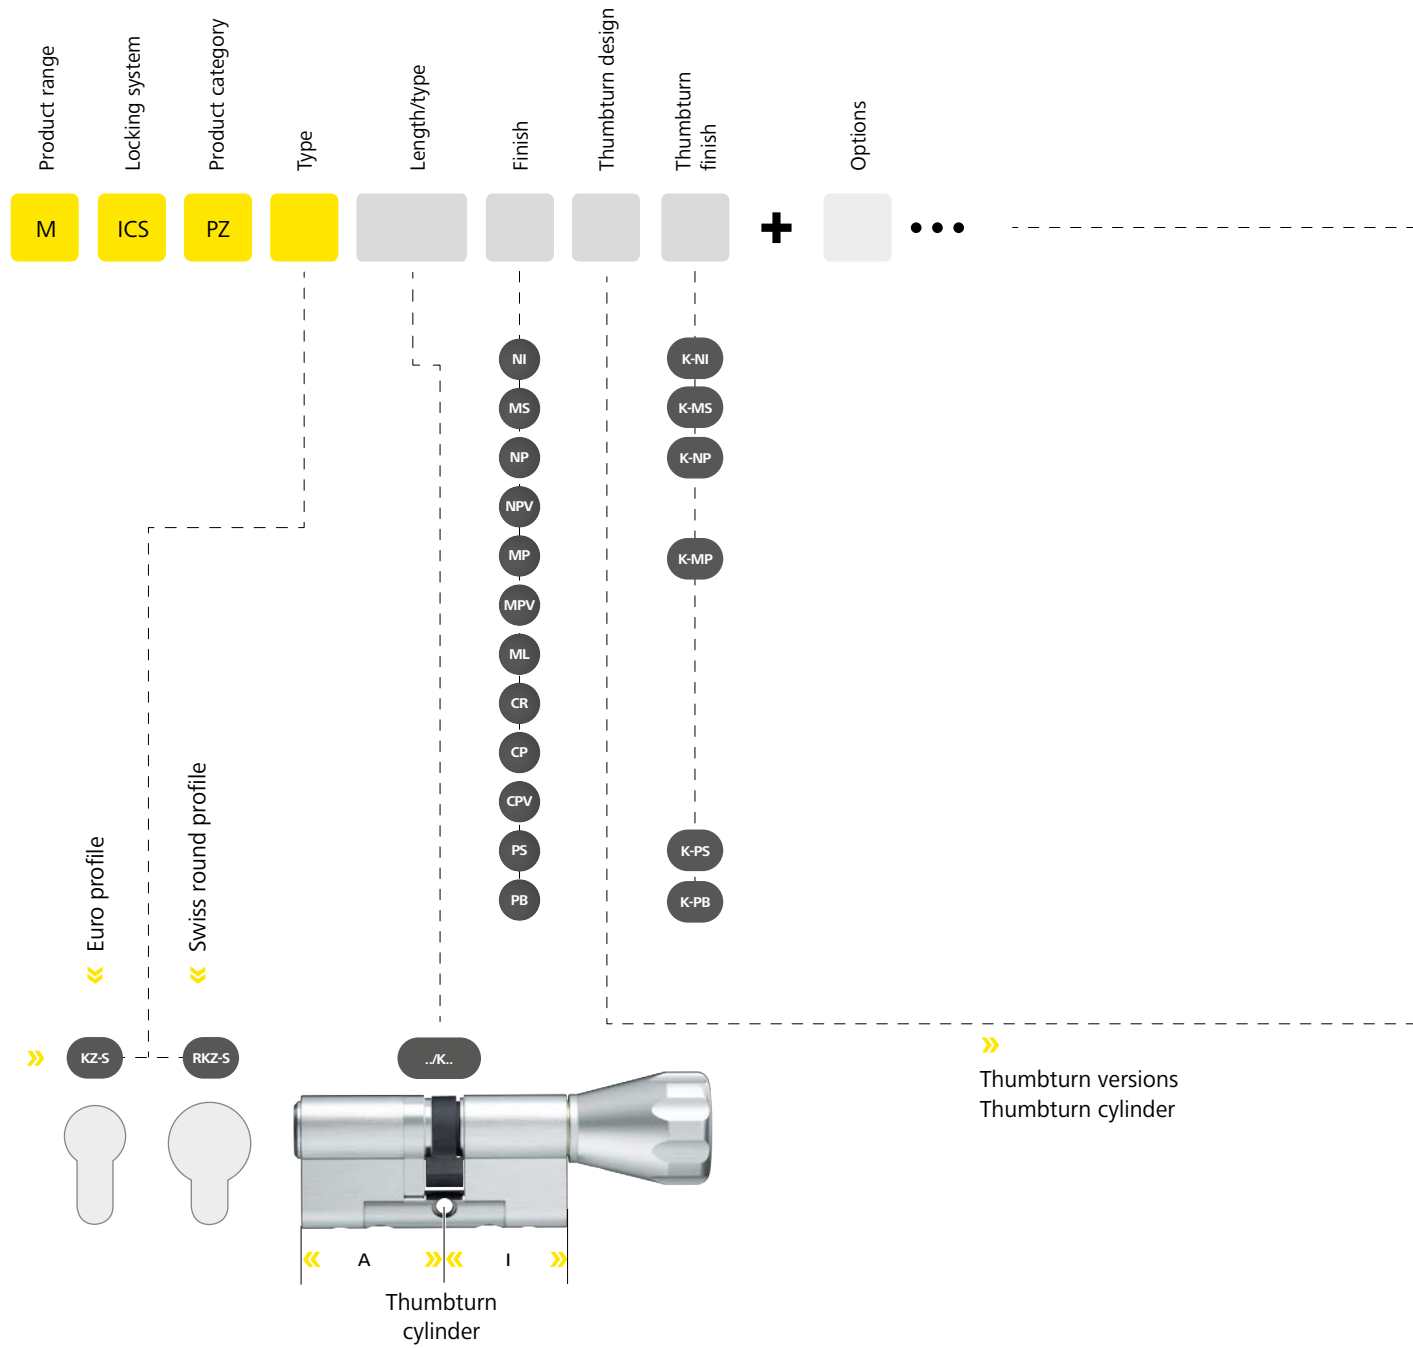 Product range
Locking system
Product category
Type
Length/type
Finish
Thumbturn design
Thumbturn
finish
Options
M
ICS
PZ
NI
MS
NP
NPV
MP
MPV
ML
CR
CP
CPV
PS
PB
K-NI
K-MS
K-NP
K-MP
K-PS
K-PB
Euro profile
Swiss round profile
KZ-S
RKZ-S
../K..
Thumbturn versions
Thumbturn cylinder
A
I
Thumbturn
cylinder